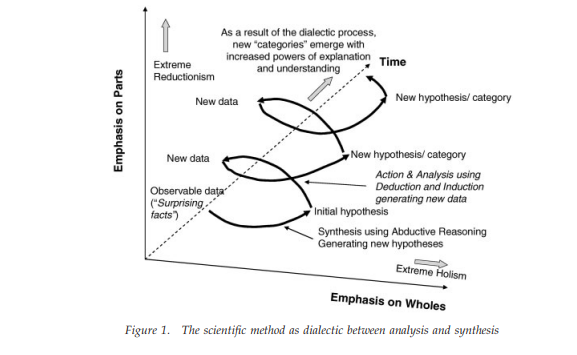 As a result of the dialectic process,
new "categories" emerge with
increased powers of explanation
and understanding
Time
Extreme
Reductionism
New data
New hypothesis/ category
Emphasis on Parts
New data
New hypothesis/ category
Action & Analysis using
Deduction and Induction
generating new data
Observable data
("Surprising
facts")
Initial hypothesis
Synthesis using Abductive Reasoning
Generating new hypotheses
Extreme Holism
Emphasis on Wholes
Figure 1. The scientific method as dialectic between analysis and synthesis